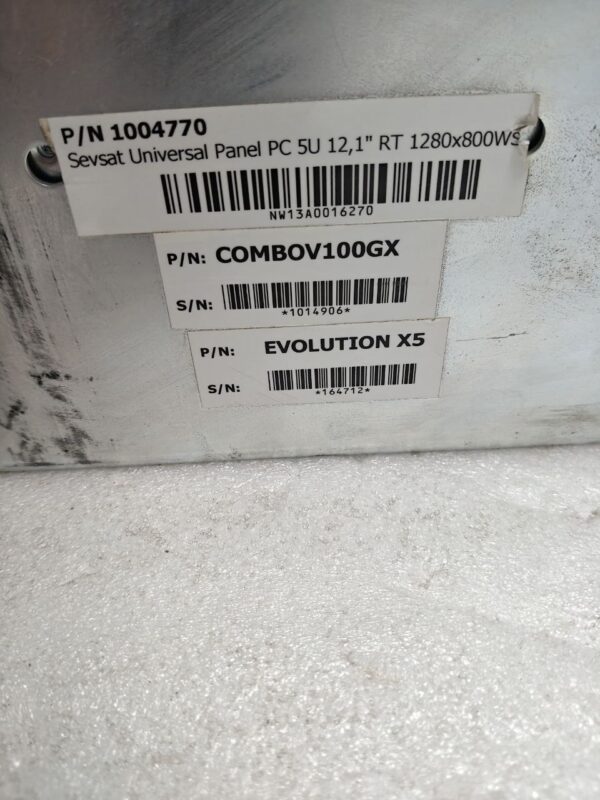 P/N 1004770
Sevsat Universal Panel PC 5U 12,1" RT 1280x800WS
NW13A0016270
P/N: COMBOV100GX
S/N:
*1014906*
P/N: EVOLUTION X5
S/N:
*164712*